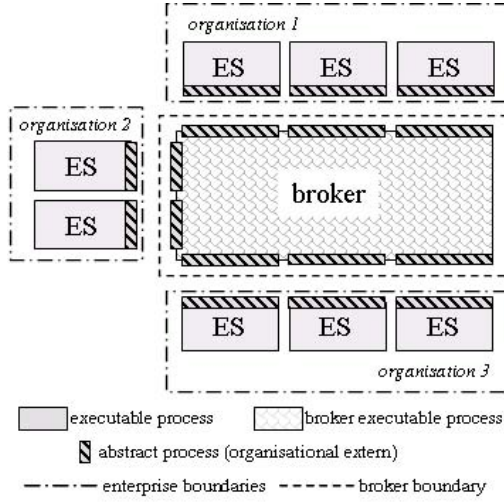 organisation 1
ES ES ES
organisation 2
ES
ES
broker
ES ES ES
organisation 3
executable process
broker executable process
abstract process (organisational extern)
enterprise boundaries
broker boundary